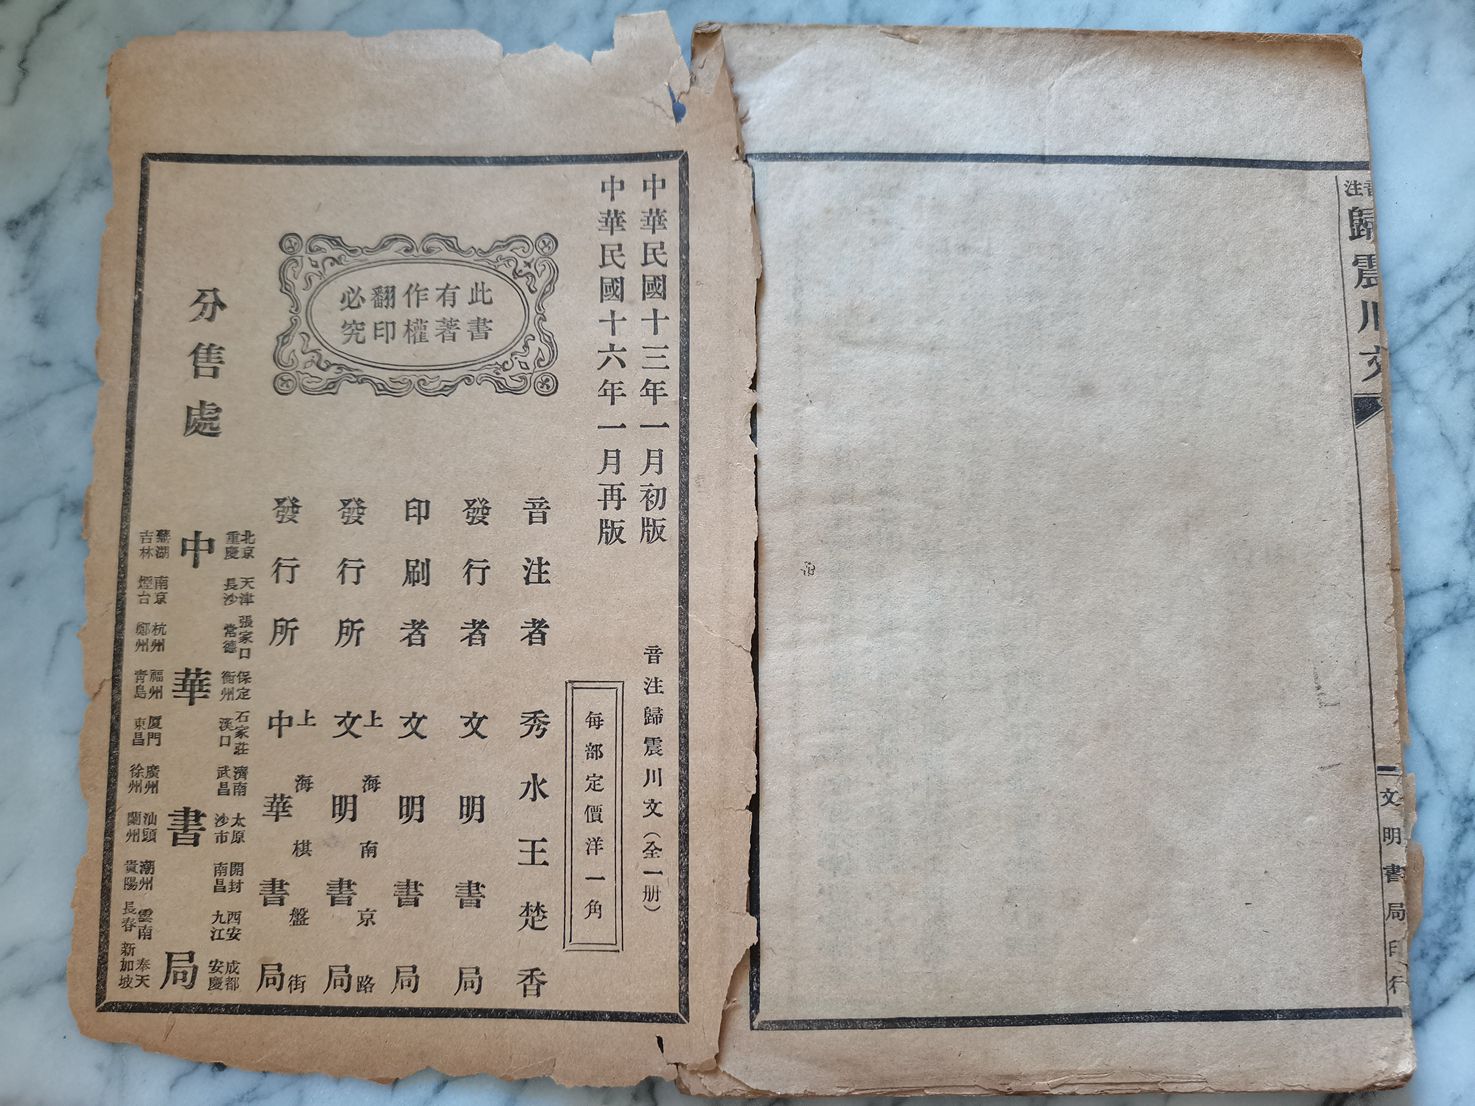 注音
歸震川文
文明書局印行
中華民國十三年一月初版
中華民國十六年一月再版
音注歸震川文（全一册）
每部定價洋一角
此書
有著
作權
翻印
必究
音注者 秀水王楚香
發行者 文明書局
印刷者 文明書局
發行所 上海南京路 文明書局
發行所 上海棋盤街 中華書局
分售處 中華書局
北京 天津 張家口 保定 石家莊 濟南 太原 開封 西安 成都
重慶 長沙 常德 衡州 漢口 武昌 沙市 南昌 九江 安慶
蕪湖 南京 杭州 福州 厦門 廣州 汕頭 潮州 雲南 奉天
吉林 煙台 鄭州 青島 東昌 徐州 蘭州 貴陽 長春 新加坡